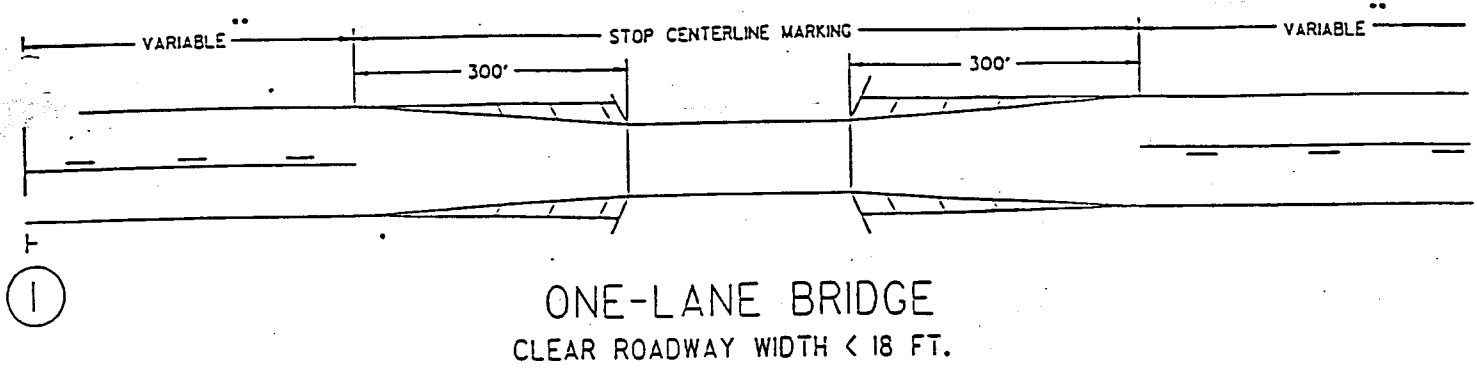 VARIABLE **
STOP CENTERLINE MARKING
VARIABLE **
300'
300'
1
ONE-LANE BRIDGE
CLEAR ROADWAY WIDTH < 18 FT.